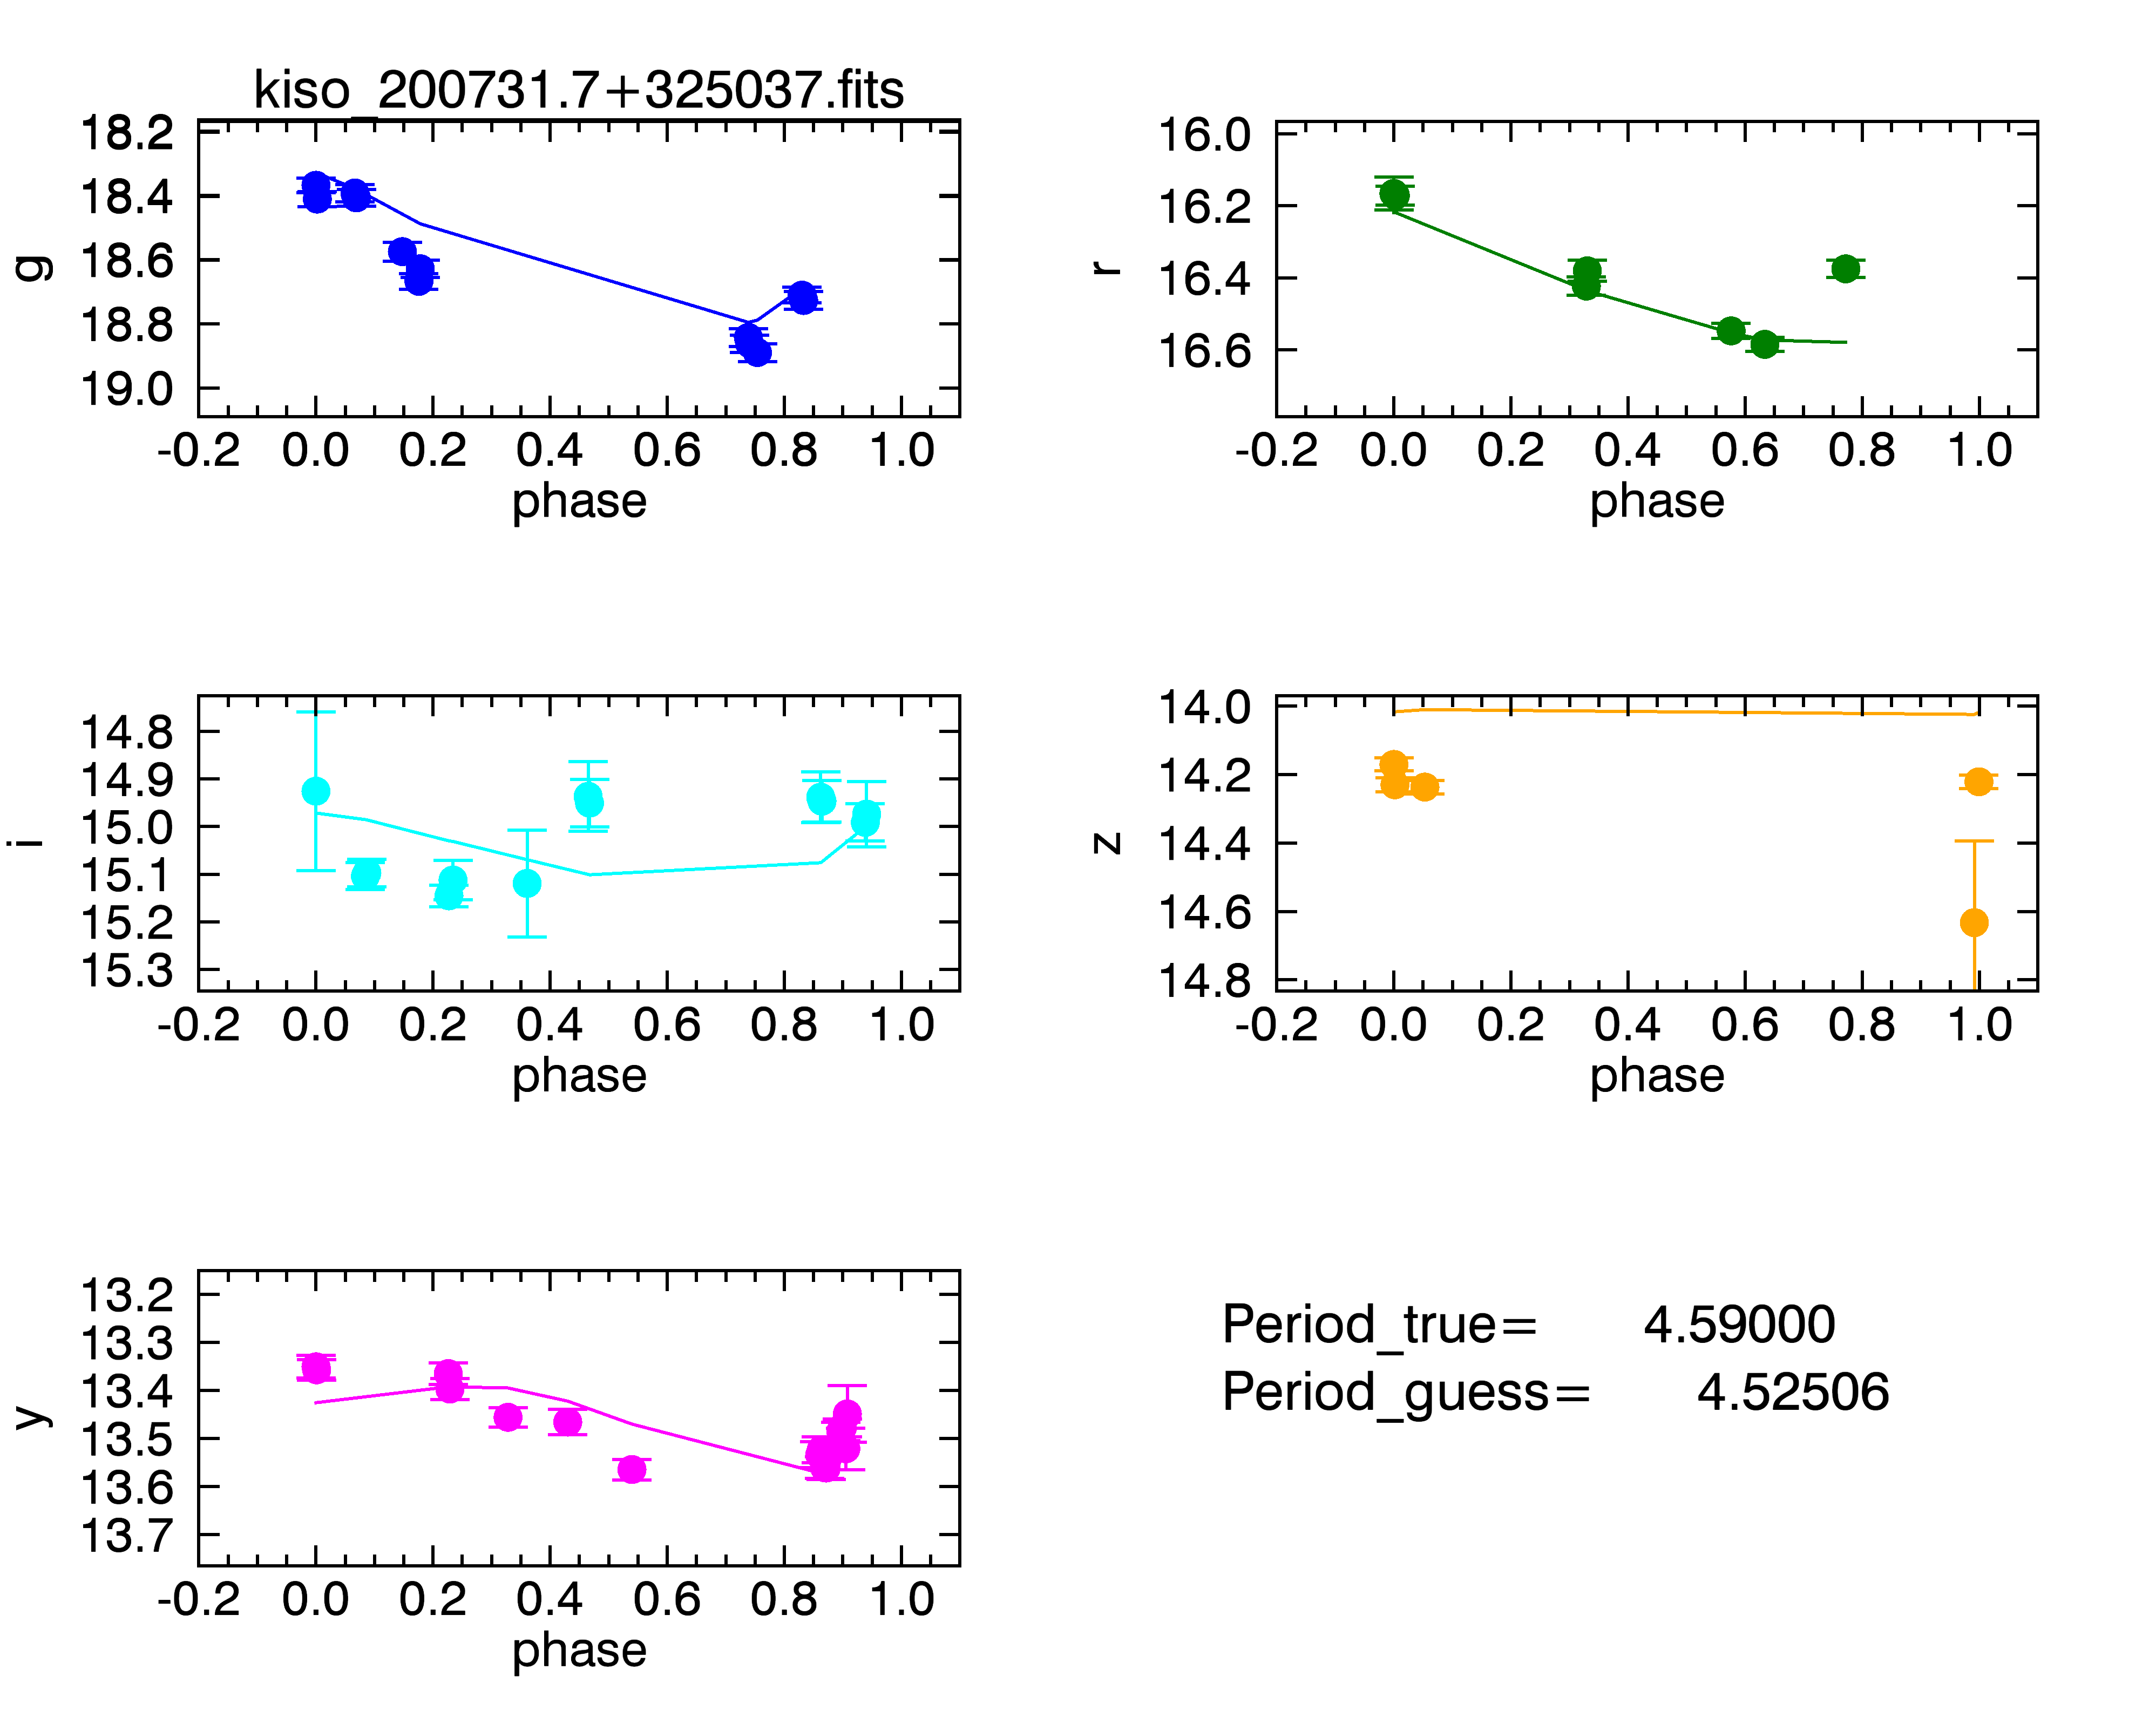 kiso_200731.7+325037.fits
18.2
18.4
18.6
18.8
19.0
g
-0.2 0.0 0.2 0.4 0.6 0.8 1.0
phase
16.0
16.2
16.4
16.6
r
-0.2 0.0 0.2 0.4 0.6 0.8 1.0
phase
14.8
14.9
15.0
15.1
15.2
15.3
i
-0.2 0.0 0.2 0.4 0.6 0.8 1.0
phase
14.0
14.2
14.4
14.6
14.8
z
-0.2 0.0 0.2 0.4 0.6 0.8 1.0
phase
13.2
13.3
13.4
13.5
13.6
13.7
y
-0.2 0.0 0.2 0.4 0.6 0.8 1.0
phase
Period_true= 4.59000
Period_guess= 4.52506